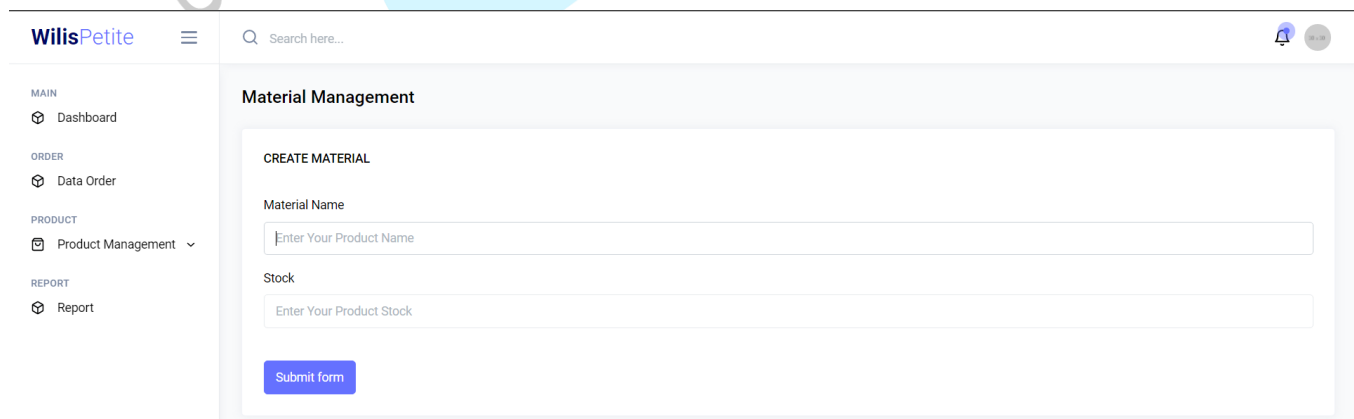 WilisPetite
Search here...
MAIN
Dashboard
ORDER
Data Order
PRODUCT
Product Management
REPORT
Report
Material Management
CREATE MATERIAL
Material Name
Enter Your Product Name
Stock
Enter Your Product Stock
Submit form